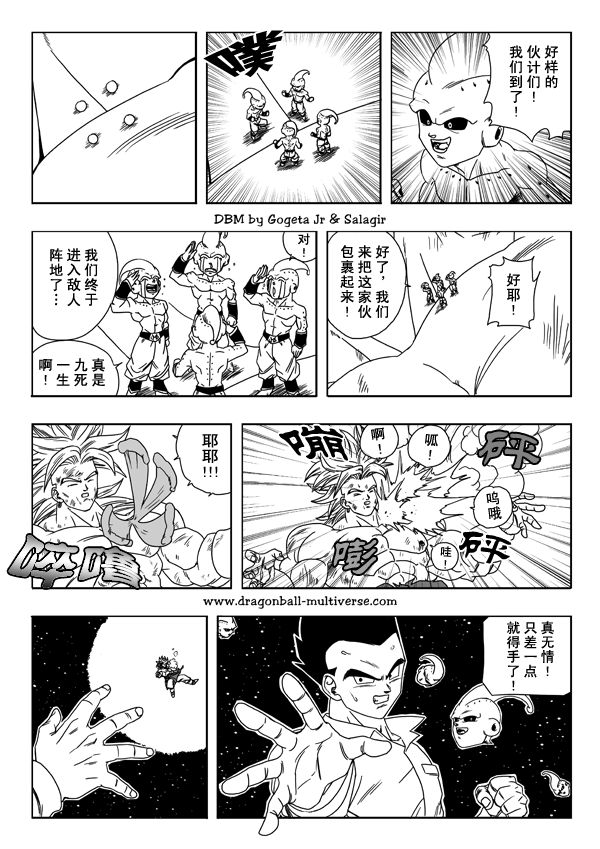 噗
好样的
伙计们！
我们到了！
DBM by Gogeta Jr & Salagir
我们终于
进入敌人
阵地了…
真是
九死
一生
啊！
对！
好了，我们
来把这家伙
包裹起来！
好耶！
耶耶!!!
啐噜
嘣
啊！
呱！
砰
呜哦
哇！
嘭
砰
www.dragonball-multiverse.com
真无情！
只差一点
就得手了！